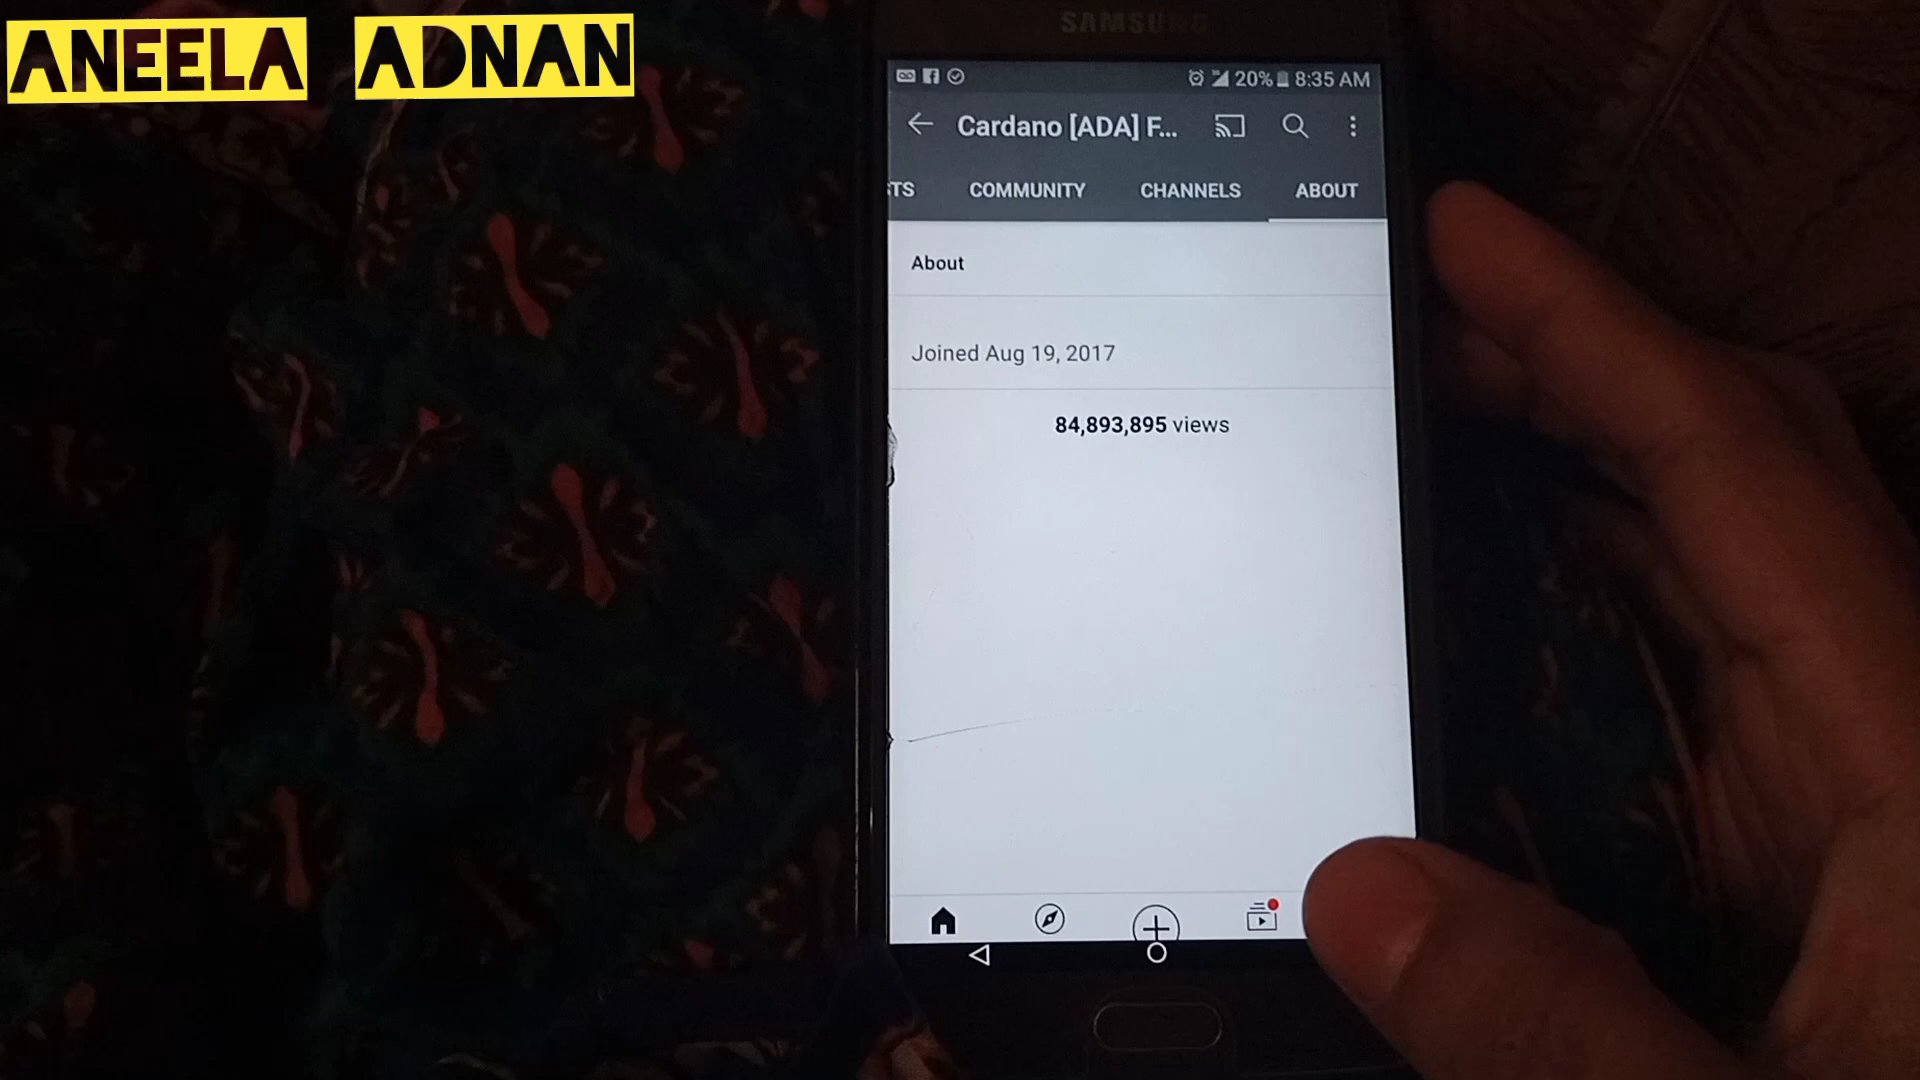 ANEELA ADNAN
SAMSUNG
20% 8:35 AM
Cardano [ADA] F...
TS COMMUNITY CHANNELS ABOUT
About
Joined Aug 19, 2017
84,893,895 views